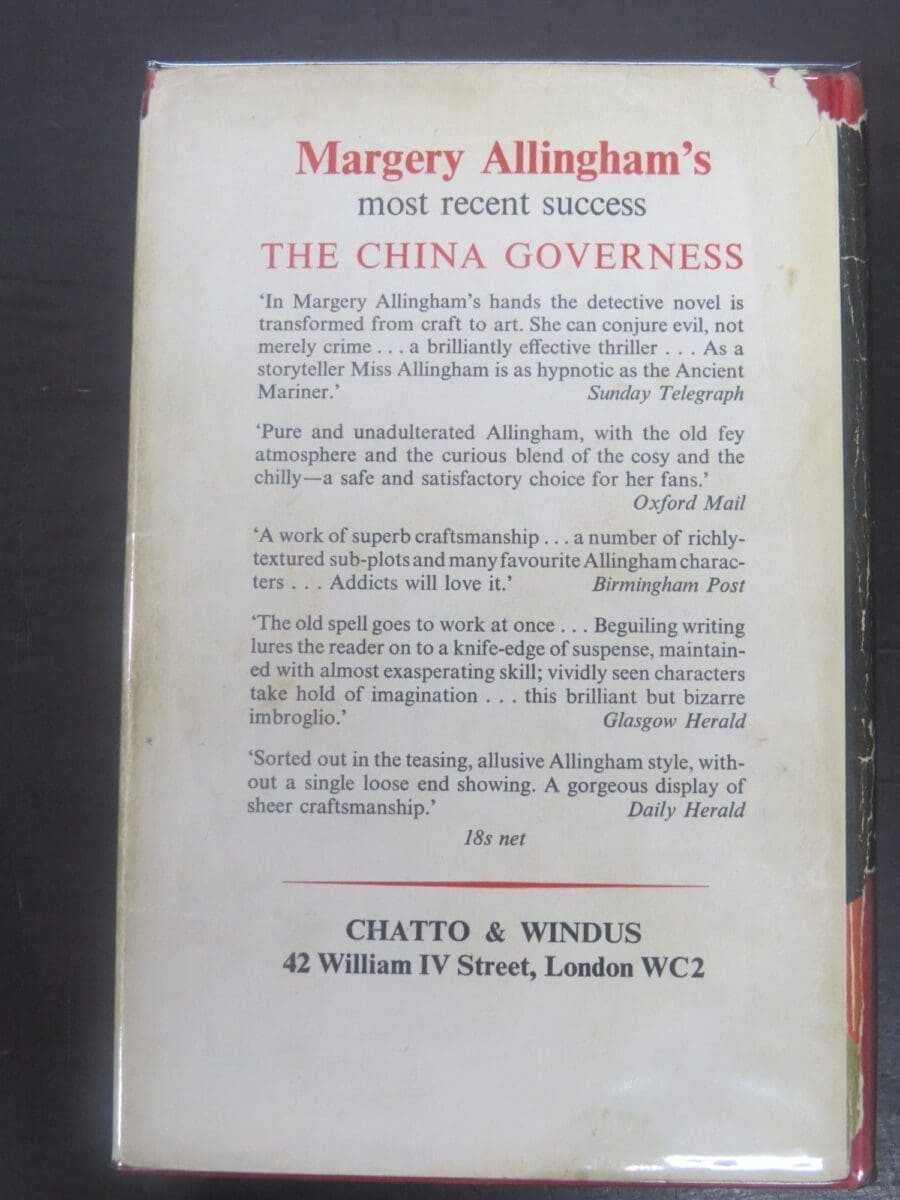 Margery Allingham's
most recent success
THE CHINA GOVERNESS
‘In Margery Allingham's hands the detective novel is
transformed from craft to art. She can conjure evil, not
merely crime . . . a brilliantly effective thriller . . . As a
storyteller Miss Allingham is as hypnotic as the Ancient
Mariner.’ Sunday Telegraph
‘Pure and unadulterated Allingham, with the old fey
atmosphere and the curious blend of the cosy and the
chilly—a safe and satisfactory choice for her fans.’
Oxford Mail
‘A work of superb craftsmanship . . . a number of richly-
textured sub-plots and many favourite Allingham charac-
ters . . . Addicts will love it.’ Birmingham Post
‘The old spell goes to work at once . . . Beguiling writing
lures the reader on to a knife-edge of suspense, maintain-
ed with almost exasperating skill; vividly seen characters
take hold of imagination . . . this brilliant but bizarre
imbroglio.’ Glasgow Herald
‘Sorted out in the teasing, allusive Allingham style, with-
out a single loose end showing. A gorgeous display of
sheer craftsmanship.’ Daily Herald
18s net
CHATTO & WINDUS
42 William IV Street, London WC2